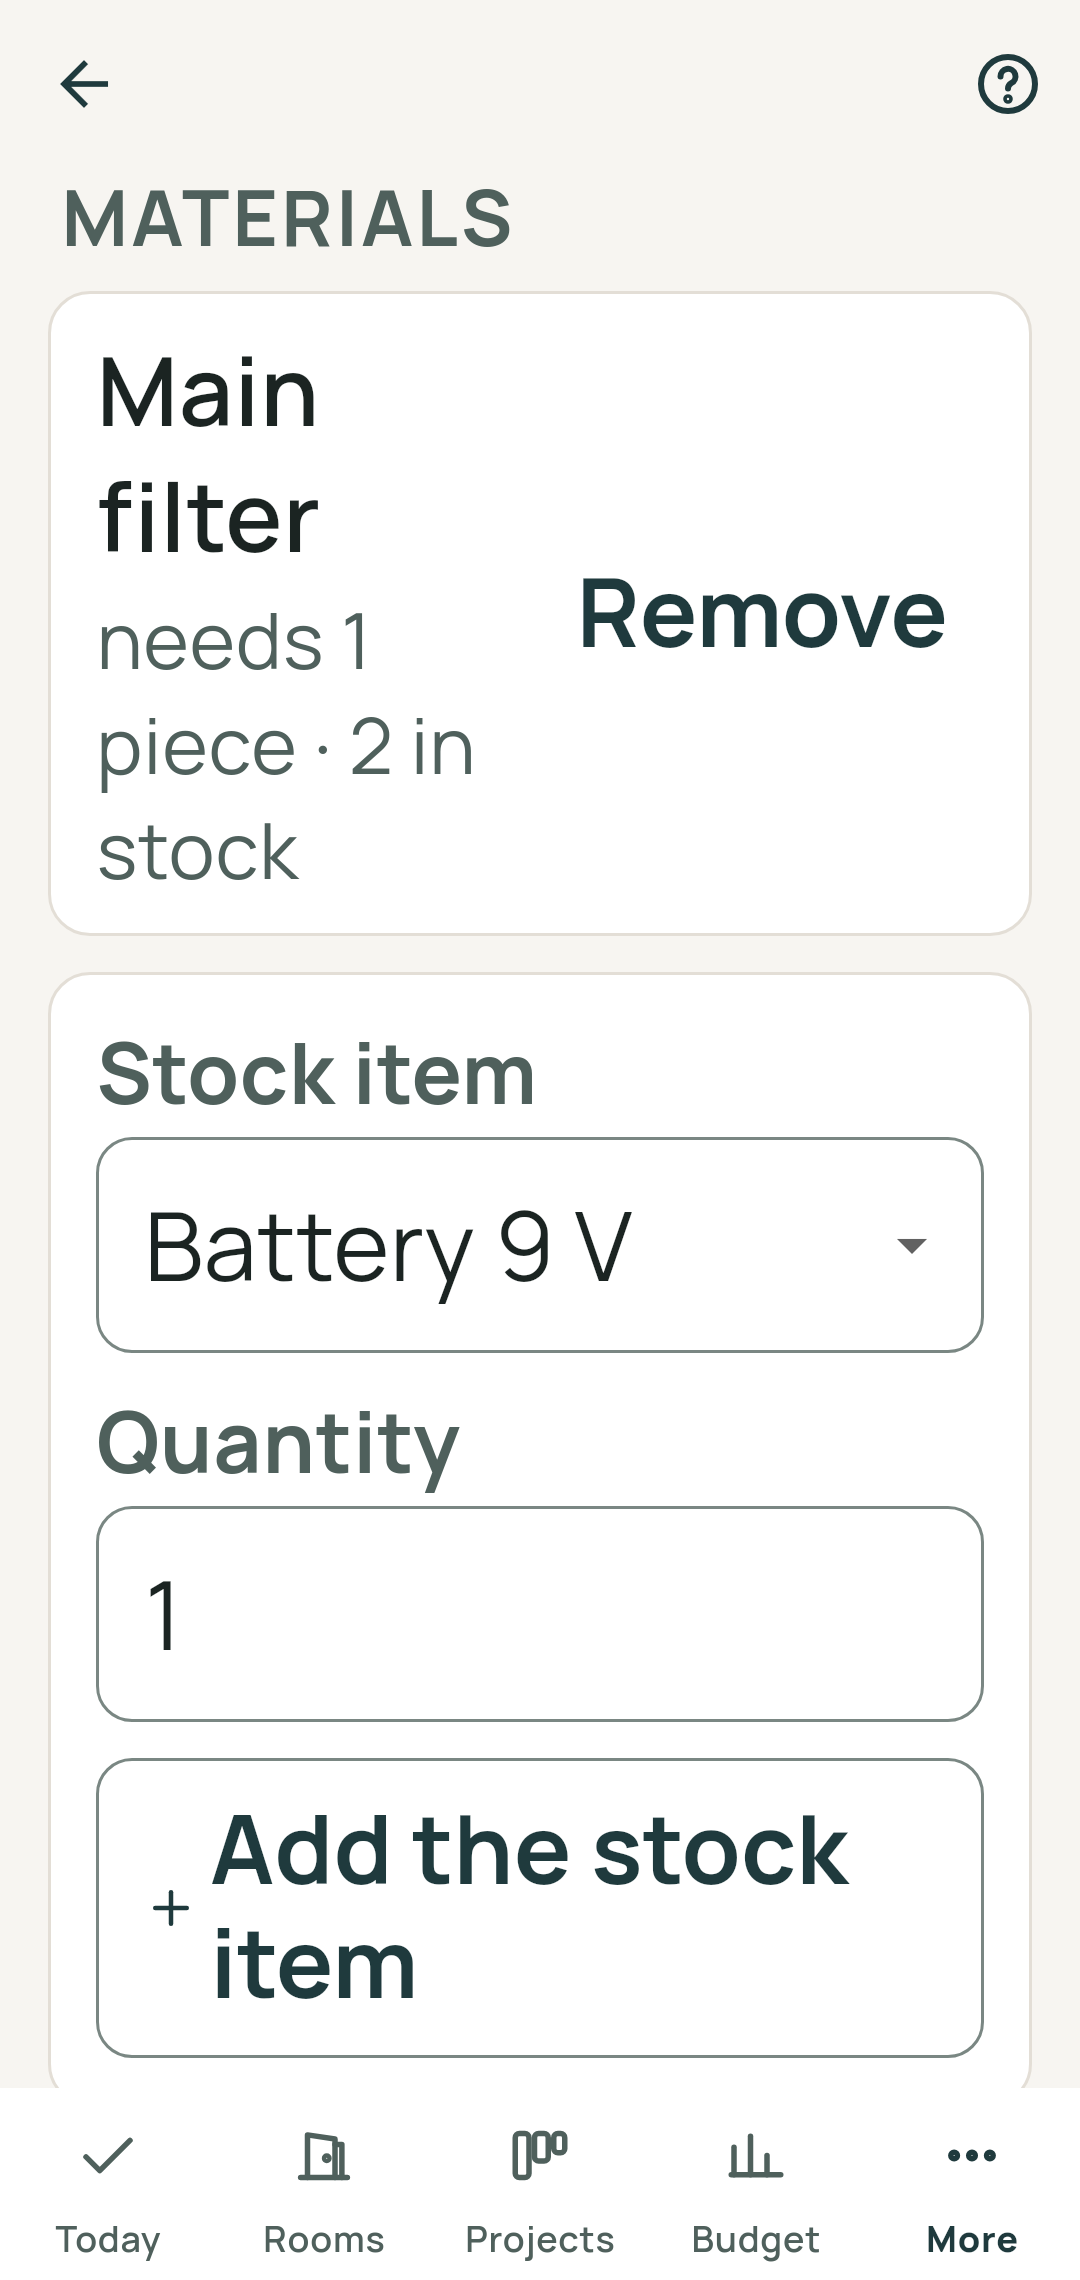 MATERIALS
Main
filter
needs 1
piece · 2 in
stock
Remove
Stock item
Battery 9 V
Quantity
1
Add the stock
item
Today
Rooms
Projects
Budget
More